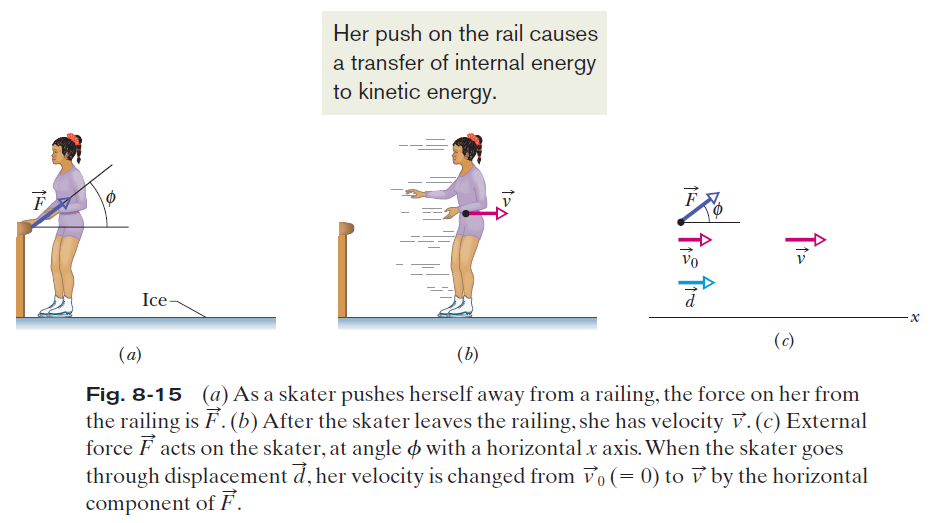 Her push on the rail causes
a transfer of internal energy
to kinetic energy.
F⃗
ϕ
Ice
(a)
v⃗
(b)
F⃗
ϕ
v⃗₀
v⃗
d⃗
x
(c)
Fig. 8-15 (a) As a skater pushes herself away from a railing, the force on her from
the railing is F⃗. (b) After the skater leaves the railing, she has velocity v⃗. (c) External
force F⃗ acts on the skater, at angle ϕ with a horizontal x axis. When the skater goes
through displacement d⃗, her velocity is changed from v⃗₀ (= 0) to v⃗ by the horizontal
component of F⃗.